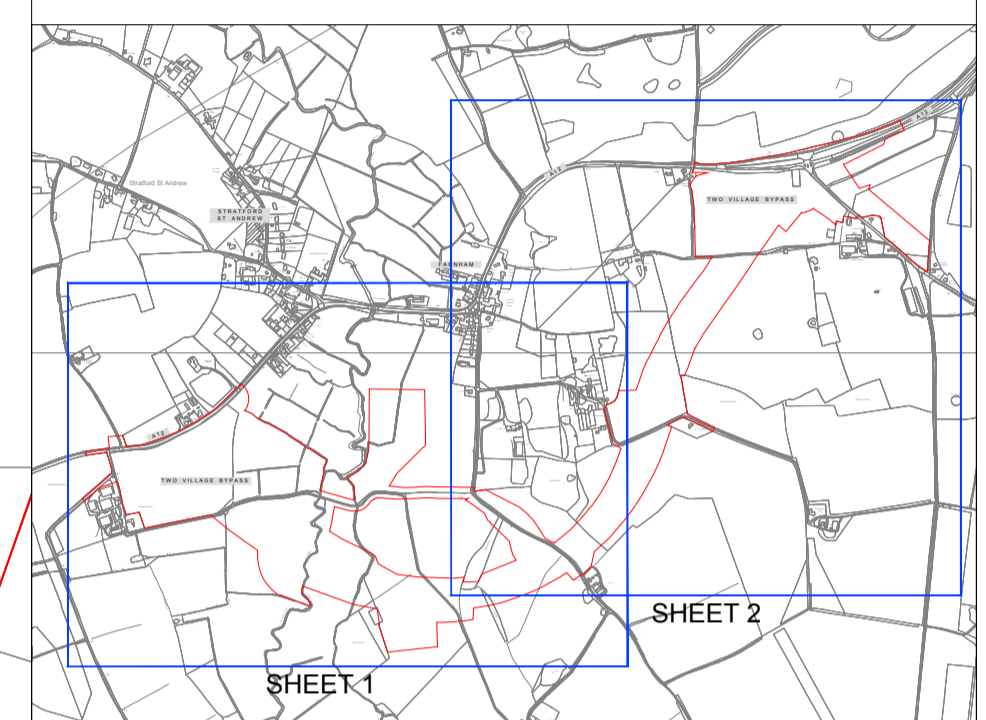 A12
A12
Stratford St Andrew
TWO VILLAGE BYPASS
STRATFORD
ST ANDREW
FARNHAM
A12
TWO VILLAGE BYPASS
SHEET 2
SHEET 1